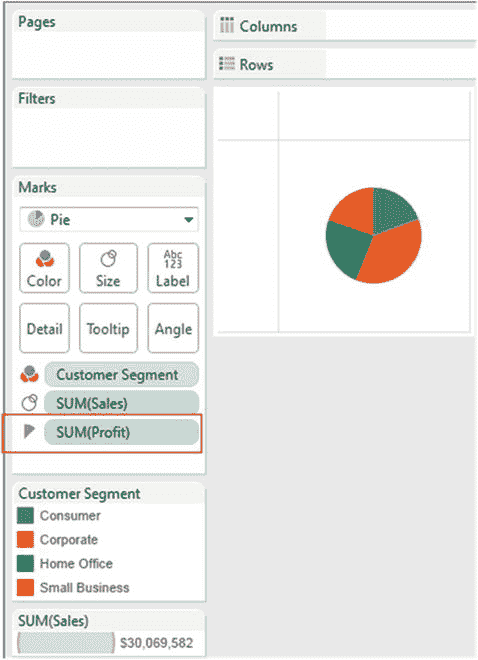 Pages
Columns
Rows
Filters
Marks
Pie
Color
Size
Abc
123
Label
Detail
Tooltip
Angle
Customer Segment
SUM(Sales)
SUM(Profit)
Customer Segment
Consumer
Corporate
Home Office
Small Business
SUM(Sales)
$30,069,582